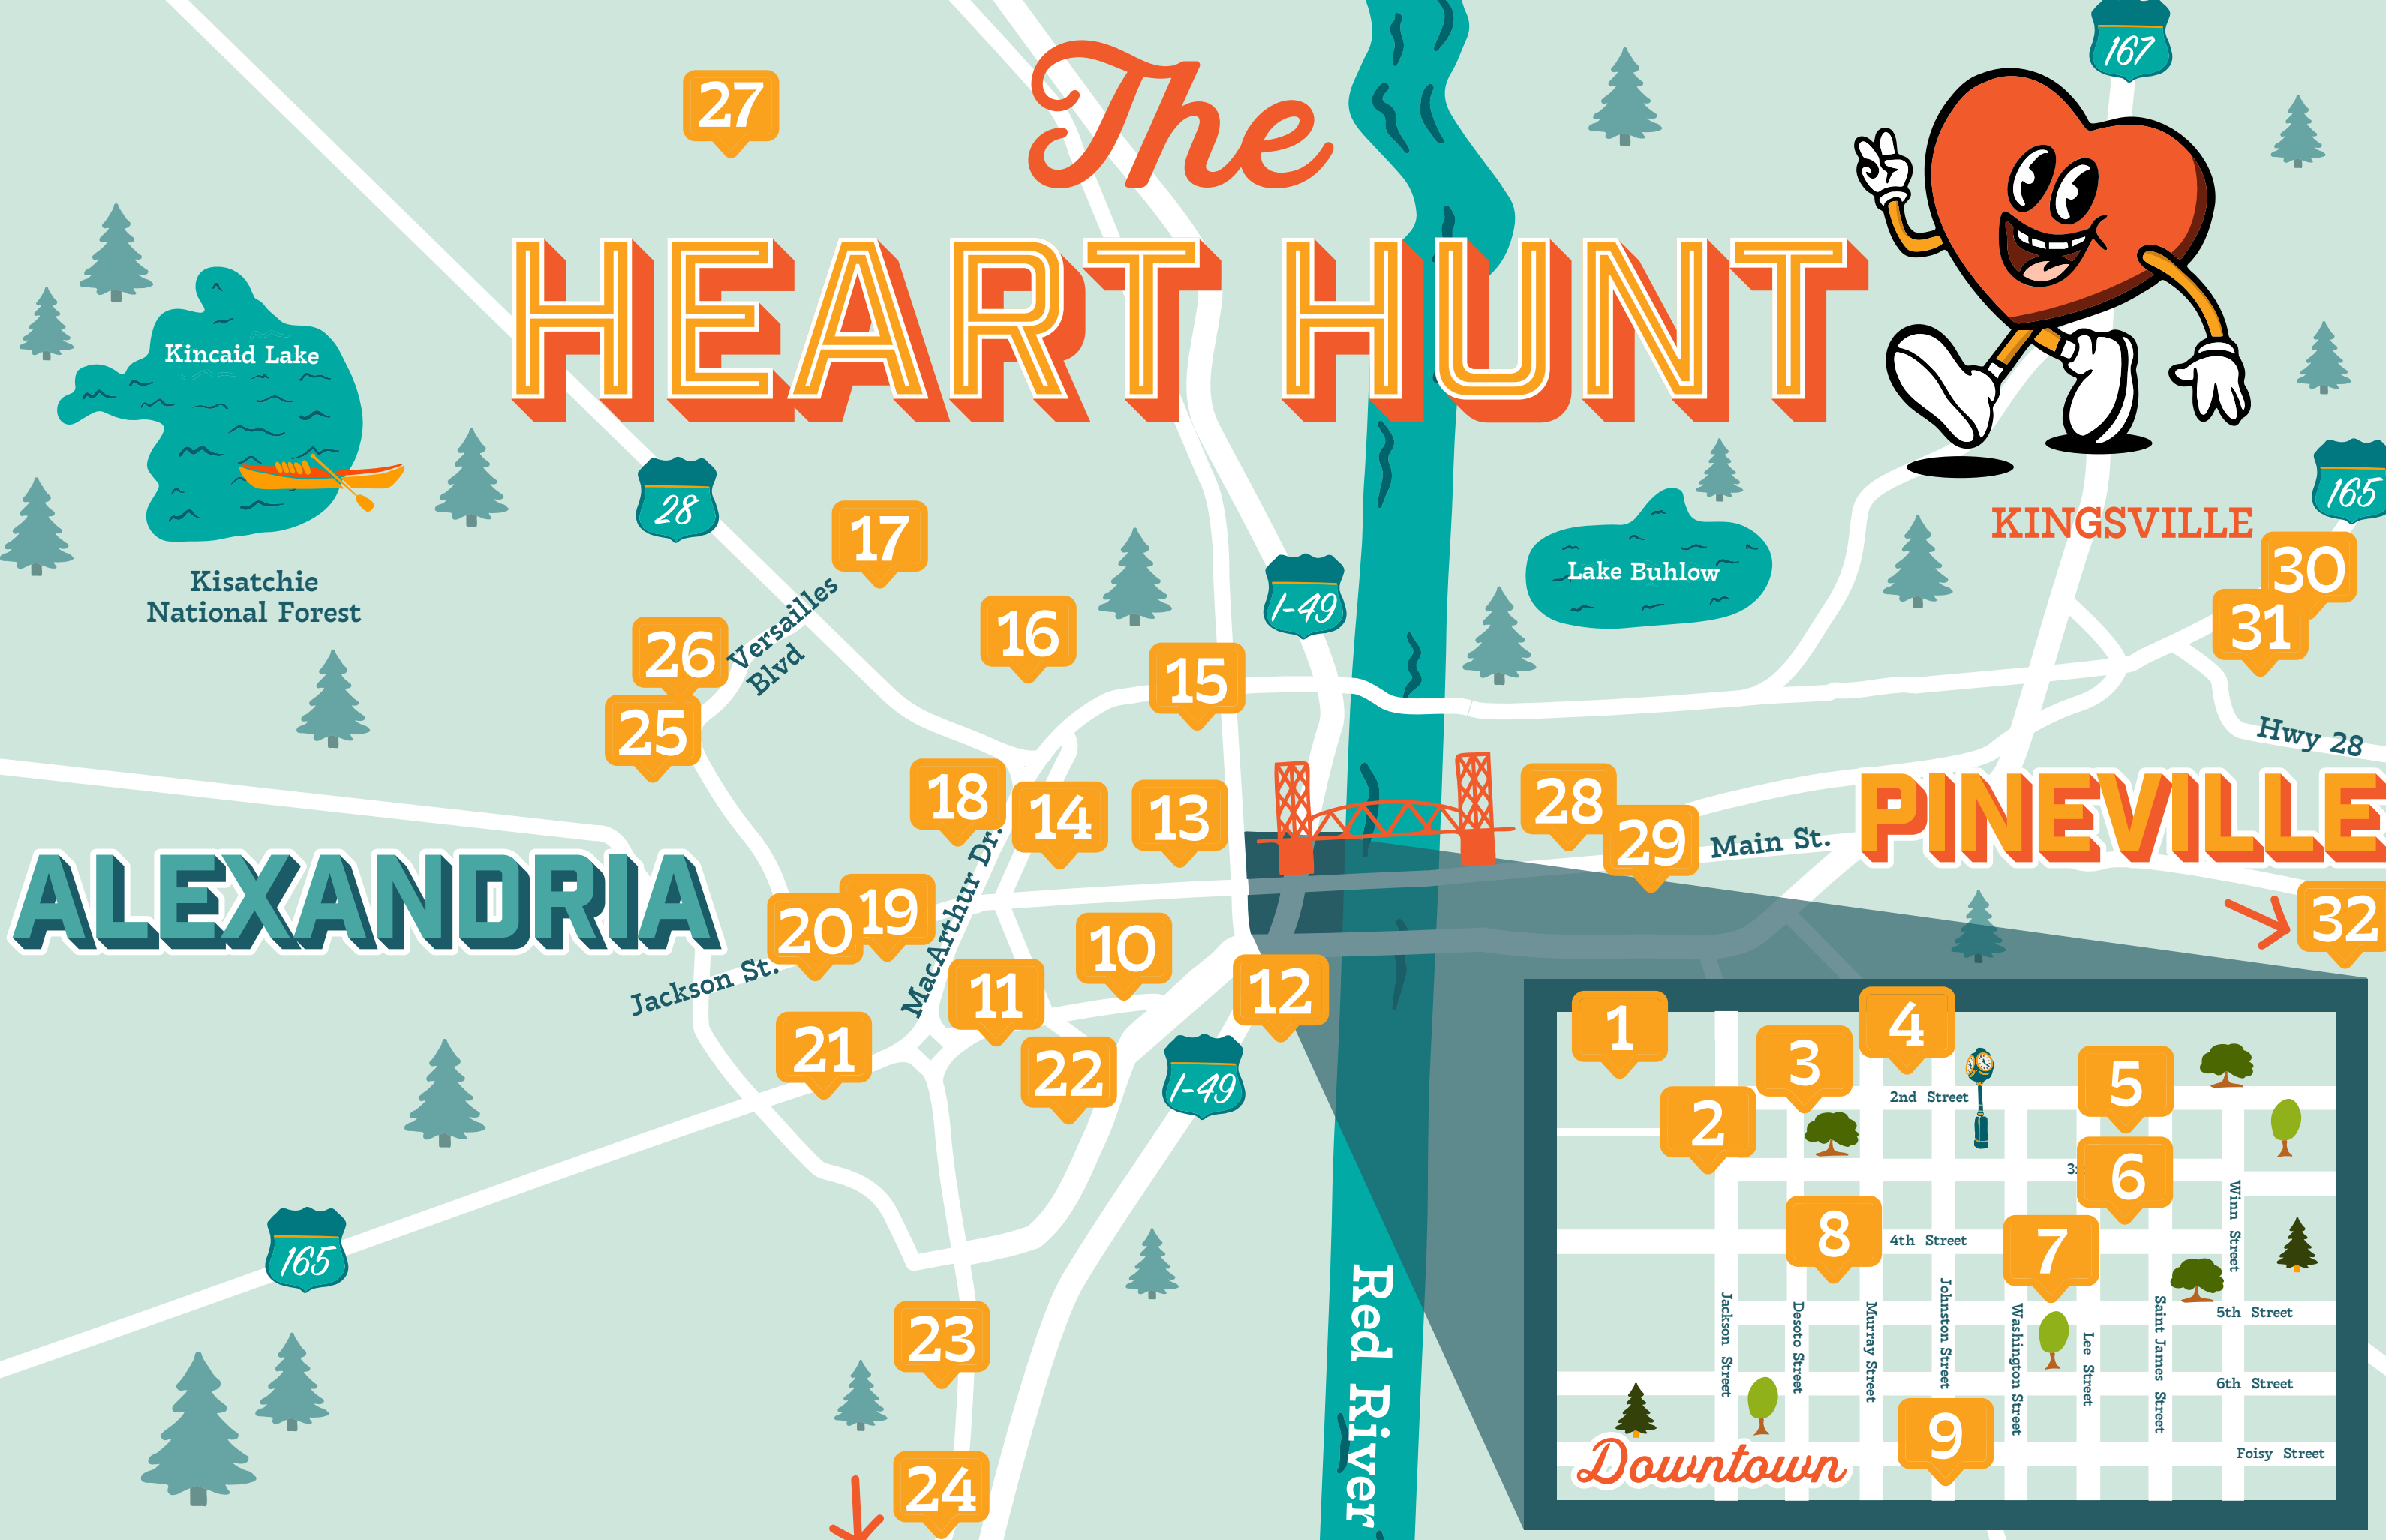 The
HEART HUNT
167
27
Kincaid Lake
Kisatchie
National Forest
28
17
I-49
Lake Buhlow
KINGSVILLE
165
30
31
26
Versailles
Blvd
16
15
25
18
14
13
28
29
Main St.
Hwy 28
PINEVILLE
ALEXANDRIA
MacArthur Dr.
20
19
10
32
Jackson St.
11
12
21
22
I-49
165
23
24
Red River
1
2
3
4
2nd Street
5
6
8
4th Street
7
Winn Street
5th Street
Jackson Street
Desoto Street
Murray Street
Johnston Street
Washington Street
Lee Street
Saint James Street
6th Street
9
Foisy Street
Downtown